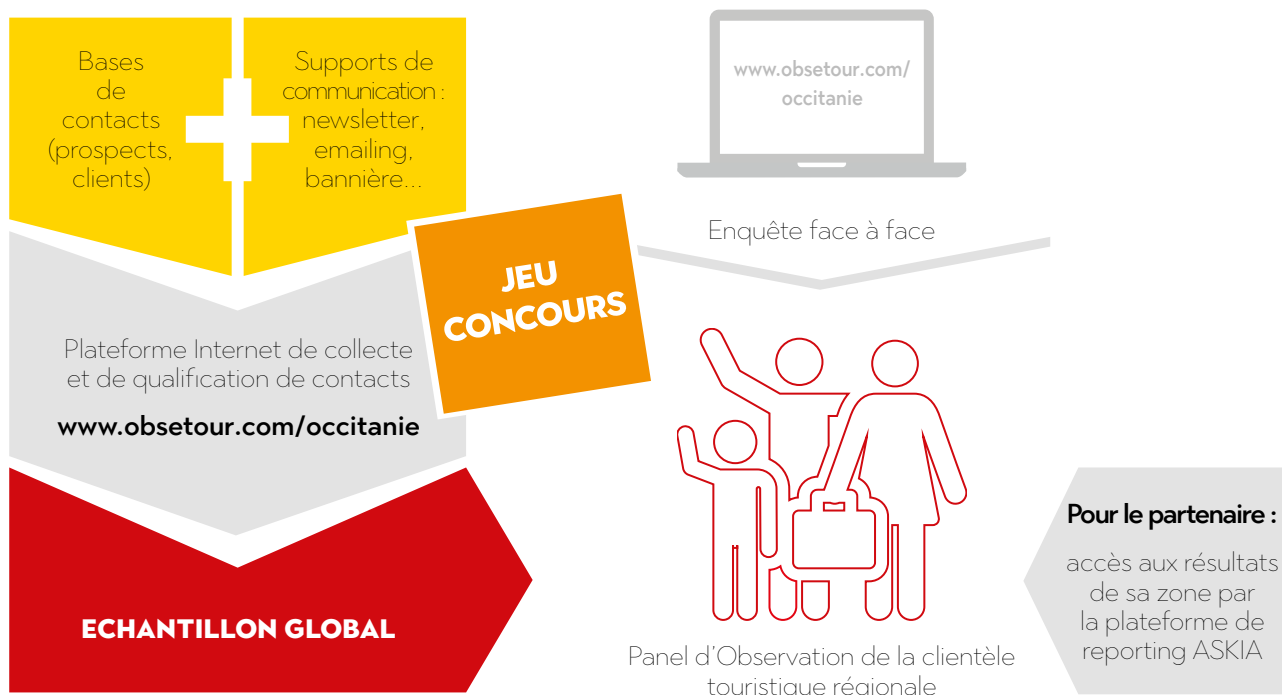 Bases
de
contacts
(prospects,
clients)
Supports de
communication :
newsletter,
emailing,
bannière...
JEU
CONCOURS
Plateforme Internet de collecte
et de qualification de contacts
www.obsetour.com/occitanie
ECHANTILLON GLOBAL
www.obsetour.com/
occitanie
Enquête face à face
Panel d'Observation de la clientèle
touristique régionale
Pour le partenaire :
accès aux résultats
de sa zone par
la plateforme de
reporting ASKIA